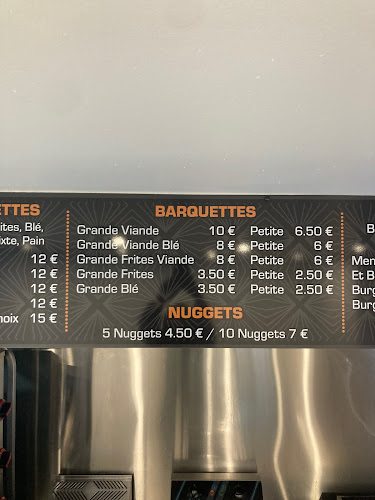 ETTES
ites, Blé,
ixte, Pain
12 €
12 €
12 €
12 €
noix 15 €
BARQUETTES
Grande Viande 10 € Petite 6.50 €
Grande Viande Blé 8 € Petite 6 €
Grande Frites Viande 8 € Petite 6 €
Grande Frites 3.50 € Petite 2.50 €
Grande Blé 3.50 € Petite 2.50 €
NUGGETS
5 Nuggets 4.50 € / 10 Nuggets 7 €
B
Men
Et B
Burg
Burg